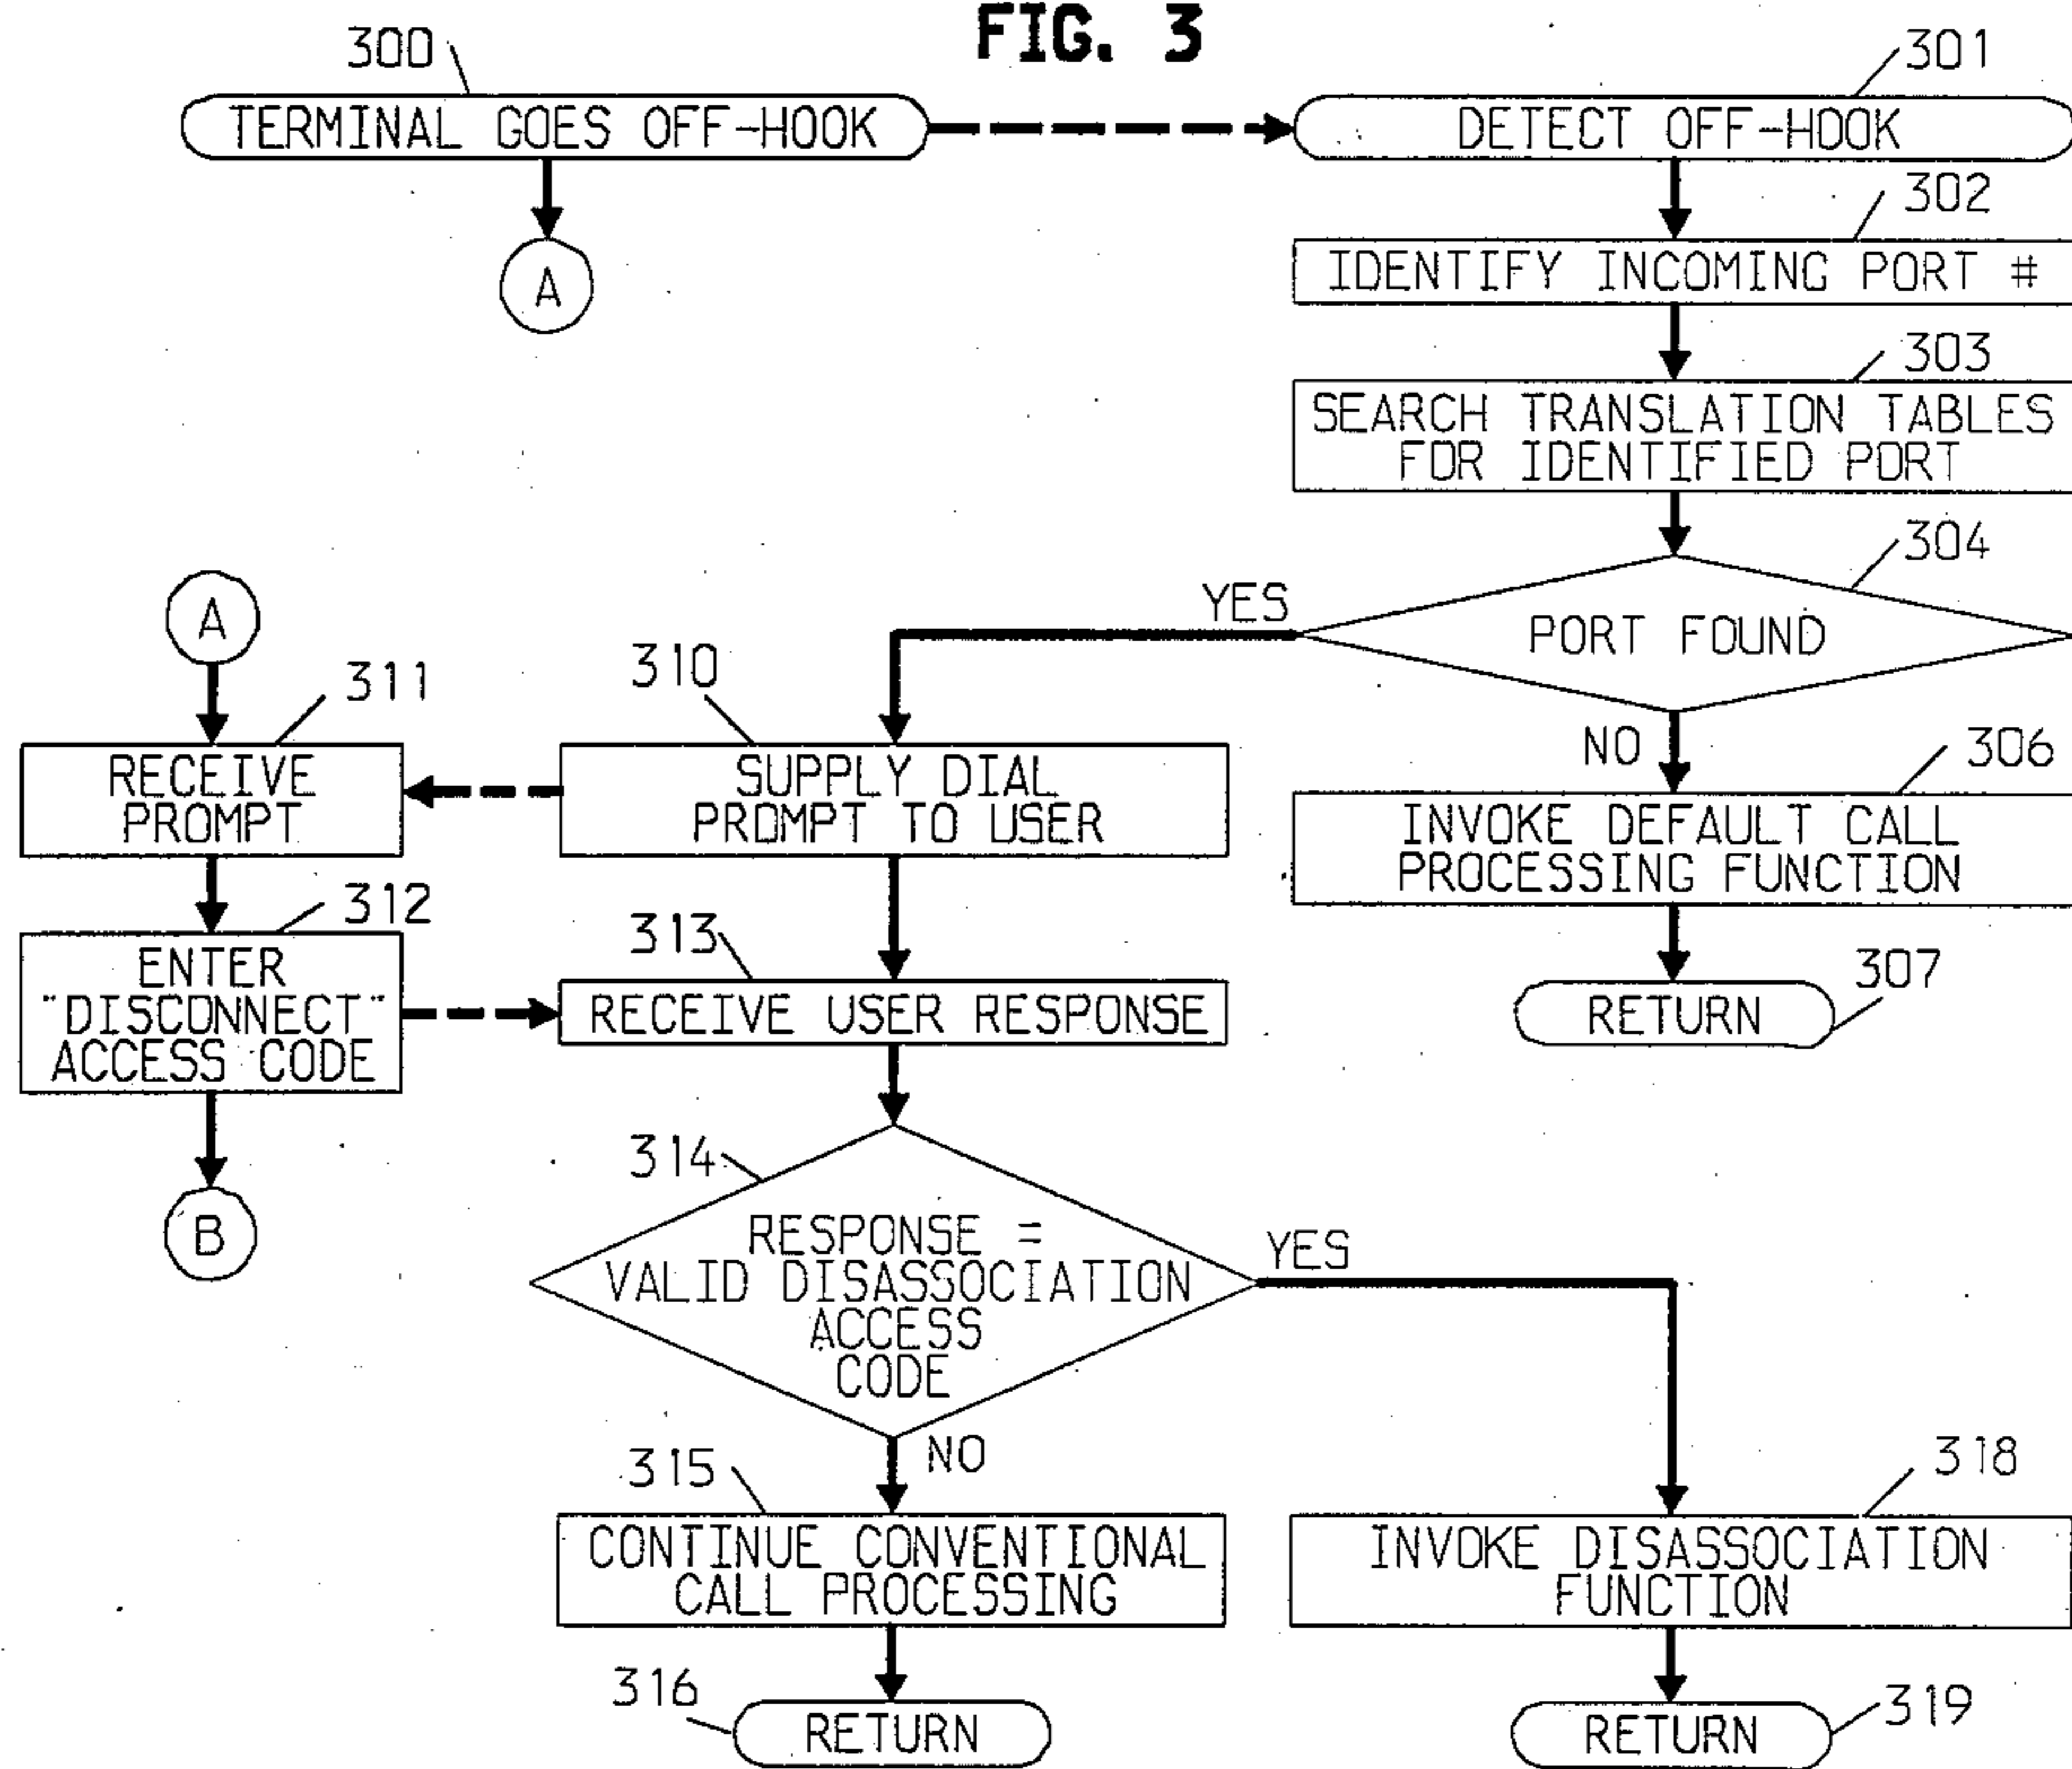 FIG. 3
300
301
TERMINAL GOES OFF-HOOK
DETECT OFF-HOOK
302
A
IDENTIFY INCOMING PORT #
303
SEARCH TRANSLATION TABLES
FOR IDENTIFIED PORT
304
A
YES
PORT FOUND
311
310
NO
306
RECEIVE
PROMPT
SUPPLY DIAL
PROMPT TO USER
INVOKE DEFAULT CALL
PROCESSING FUNCTION
312
313
307
ENTER
"DISCONNECT"
ACCESS CODE
RECEIVE USER RESPONSE
RETURN
314
B
RESPONSE =
VALID DISASSOCIATION
ACCESS
CODE
YES
NO
315
318
CONTINUE CONVENTIONAL
CALL PROCESSING
INVOKE DISASSOCIATION
FUNCTION
316
RETURN
RETURN
319